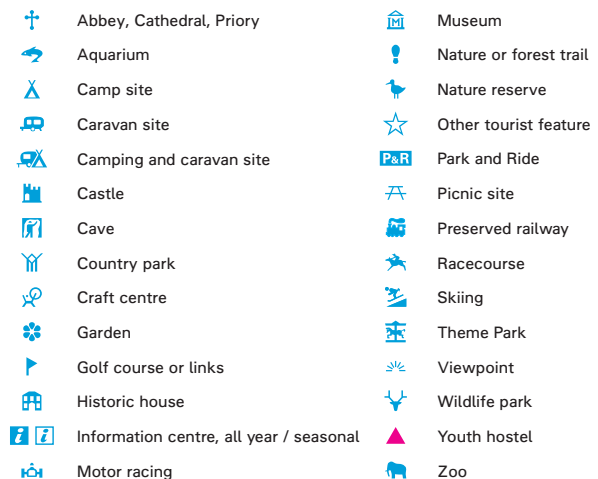 Abbey, Cathedral, Priory
Aquarium
Camp site
Caravan site
Camping and caravan site
Castle
Cave
Country park
Craft centre
Garden
Golf course or links
Historic house
i i Information centre, all year / seasonal
Motor racing
M Museum
Nature or forest trail
Nature reserve
Other tourist feature
P&R Park and Ride
Picnic site
Preserved railway
Racecourse
Skiing
Theme Park
Viewpoint
Wildlife park
Youth hostel
Zoo